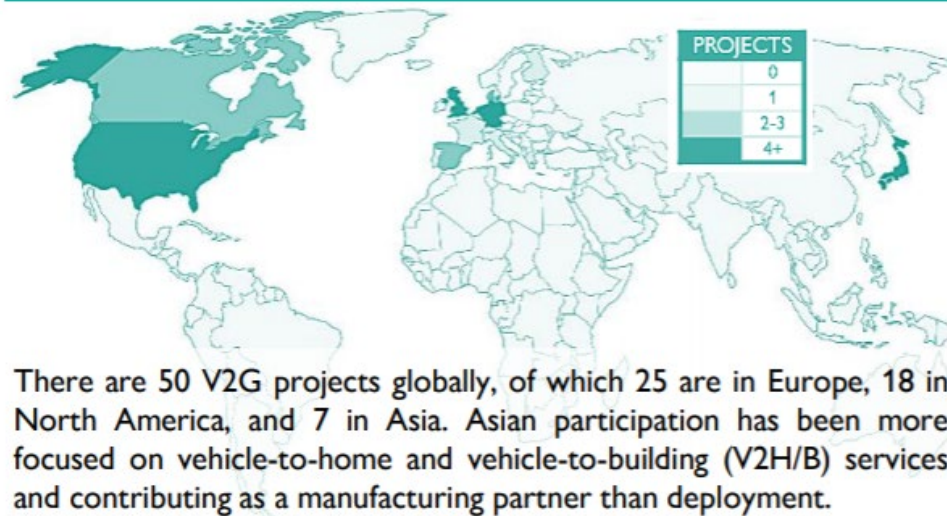 PROJECTS
0
1
2-3
4+
There are 50 V2G projects globally, of which 25 are in Europe, 18 in
North America, and 7 in Asia. Asian participation has been more
focused on vehicle-to-home and vehicle-to-building (V2H/B) services
and contributing as a manufacturing partner than deployment.